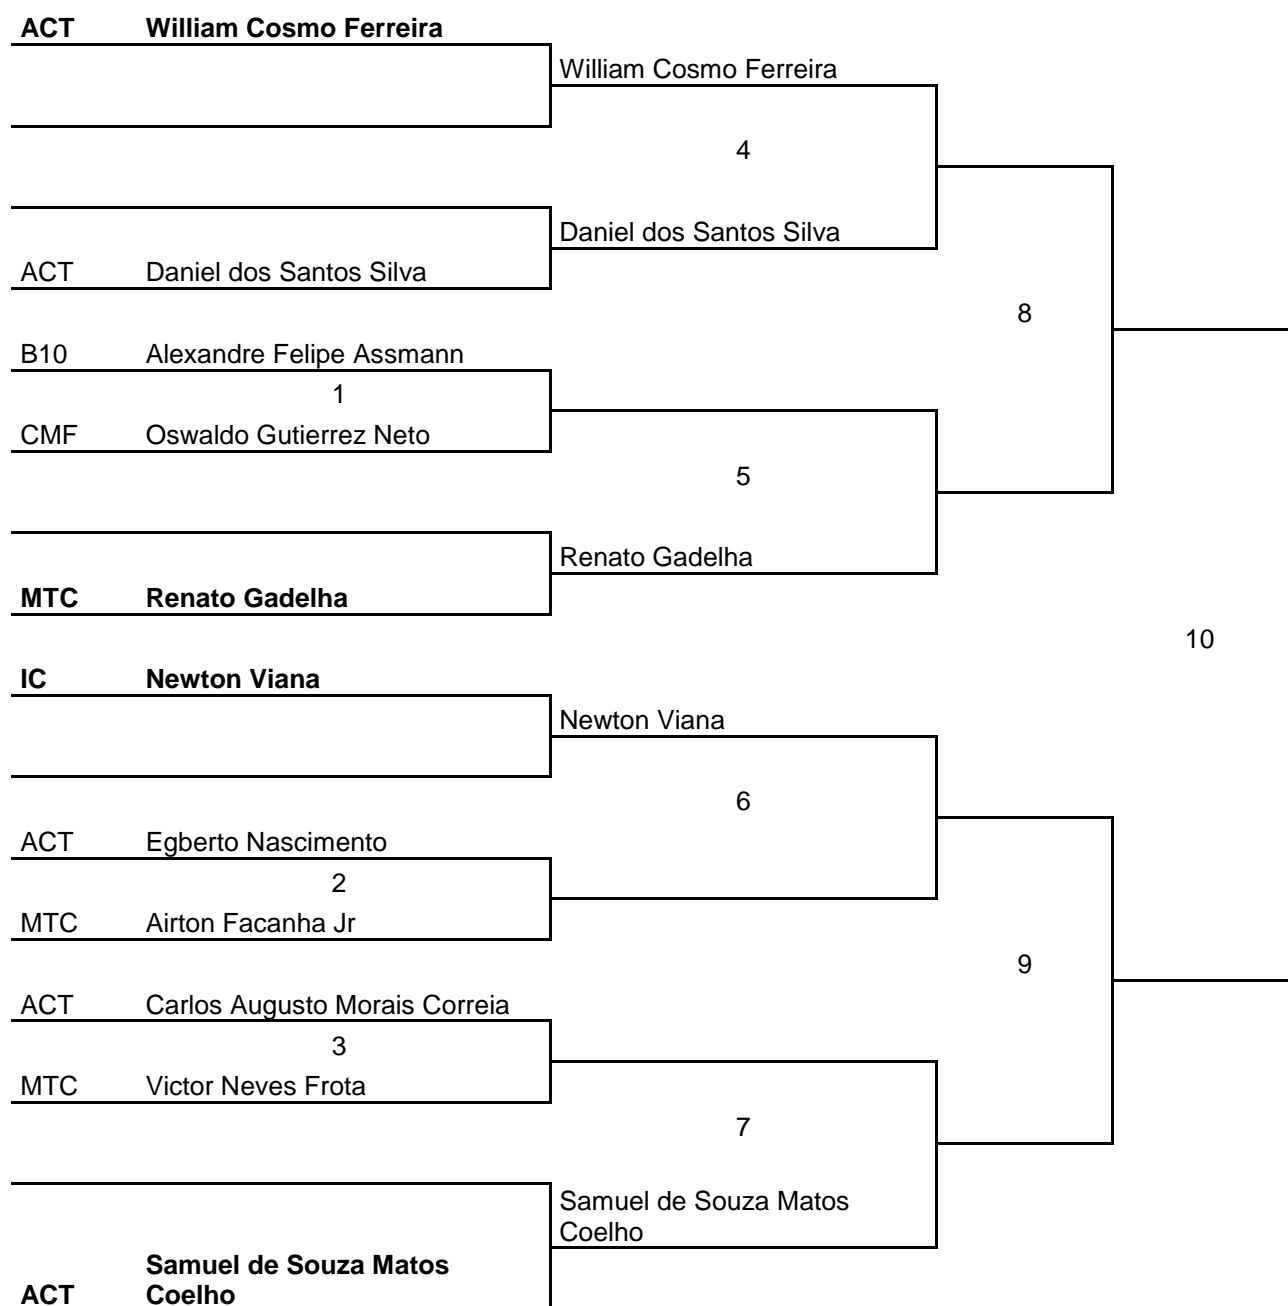 ACT William Cosmo Ferreira
William Cosmo Ferreira
4
Daniel dos Santos Silva
ACT Daniel dos Santos Silva
8
B10 Alexandre Felipe Assmann
1
CMF Oswaldo Gutierrez Neto
5
Renato Gadelha
MTC Renato Gadelha
10
IC Newton Viana
Newton Viana
6
ACT Egberto Nascimento
2
MTC Airton Facanha Jr
9
ACT Carlos Augusto Morais Correia
3
MTC Victor Neves Frota
7
Samuel de Souza Matos
Coelho
Samuel de Souza Matos
ACT Coelho